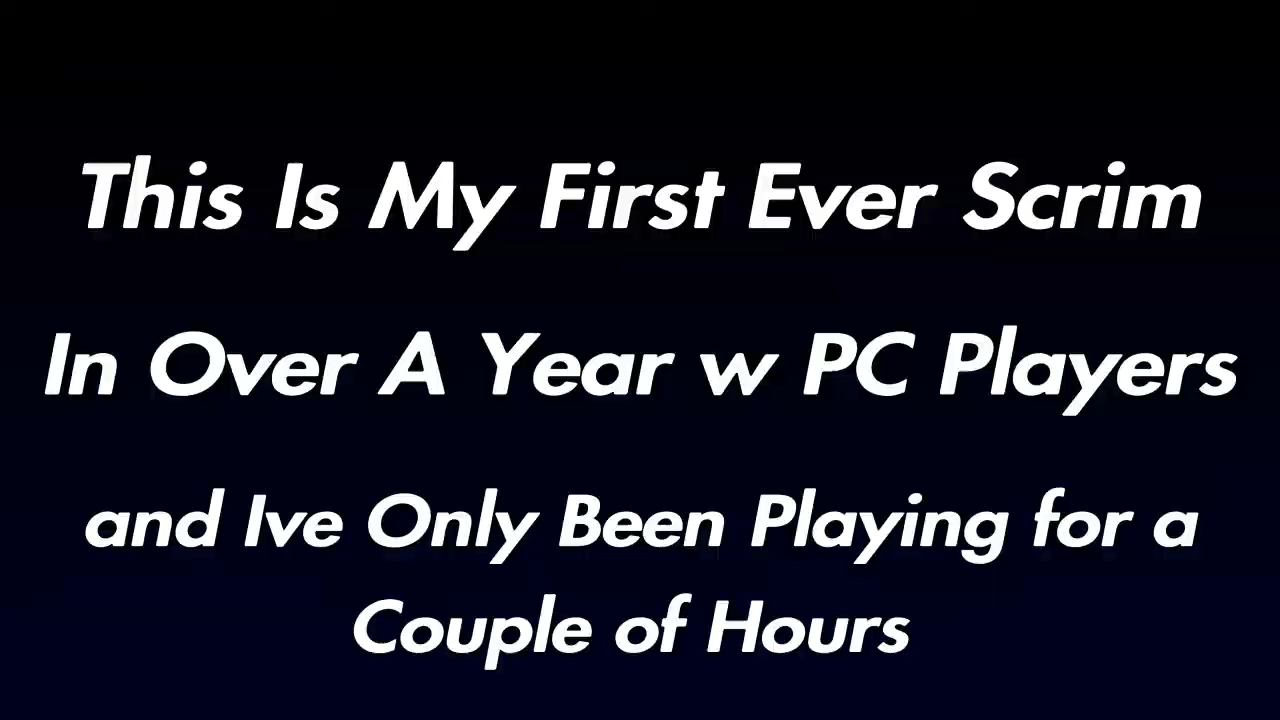 This Is My First Ever Scrim
In Over A Year w PC Players
and Ive Only Been Playing for a
Couple of Hours